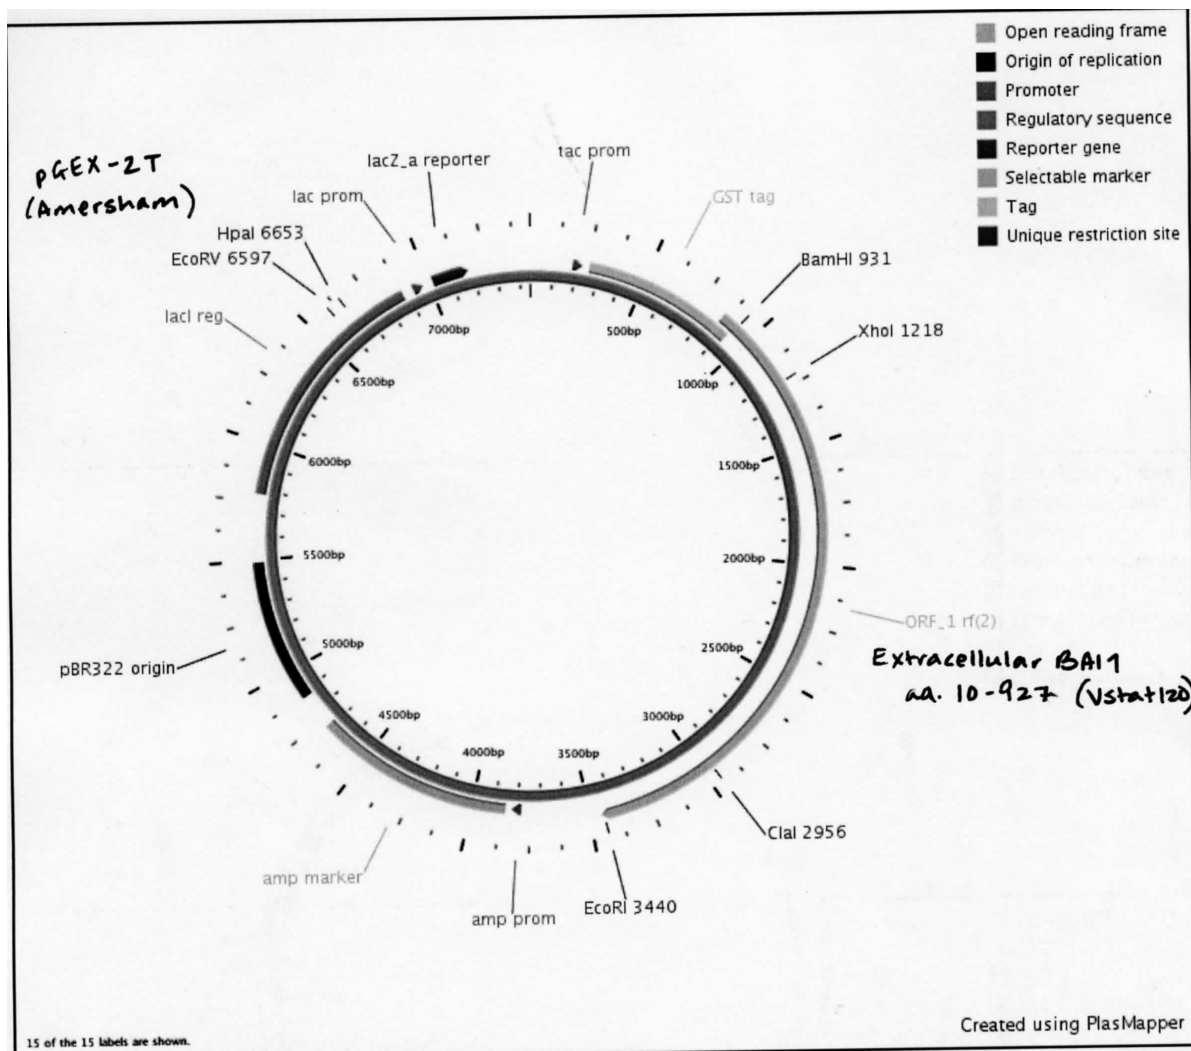 Open reading frame
Origin of replication
Promoter
Regulatory sequence
Reporter gene
Selectable marker
Tag
Unique restriction site
pGEX-2T
(Amersham)
lacZ_a reporter
tac prom
lac prom
GST tag
HpaI 6653
EcoRV 6597
BamHI 931
lacI reg
XhoI 1218
7000bp
500bp
6500bp
1000bp
6000bp
1500bp
5500bp
2000bp
ORF_1 rf(2)
5000bp
2500bp
pBR322 origin
Extracellular BAI1
aa. 10-927 (Vstat120)
4500bp
3000bp
4000bp
3500bp
ClaI 2956
amp marker
EcoRI 3440
amp prom
Created using PlasMapper
15 of the 15 labels are shown.